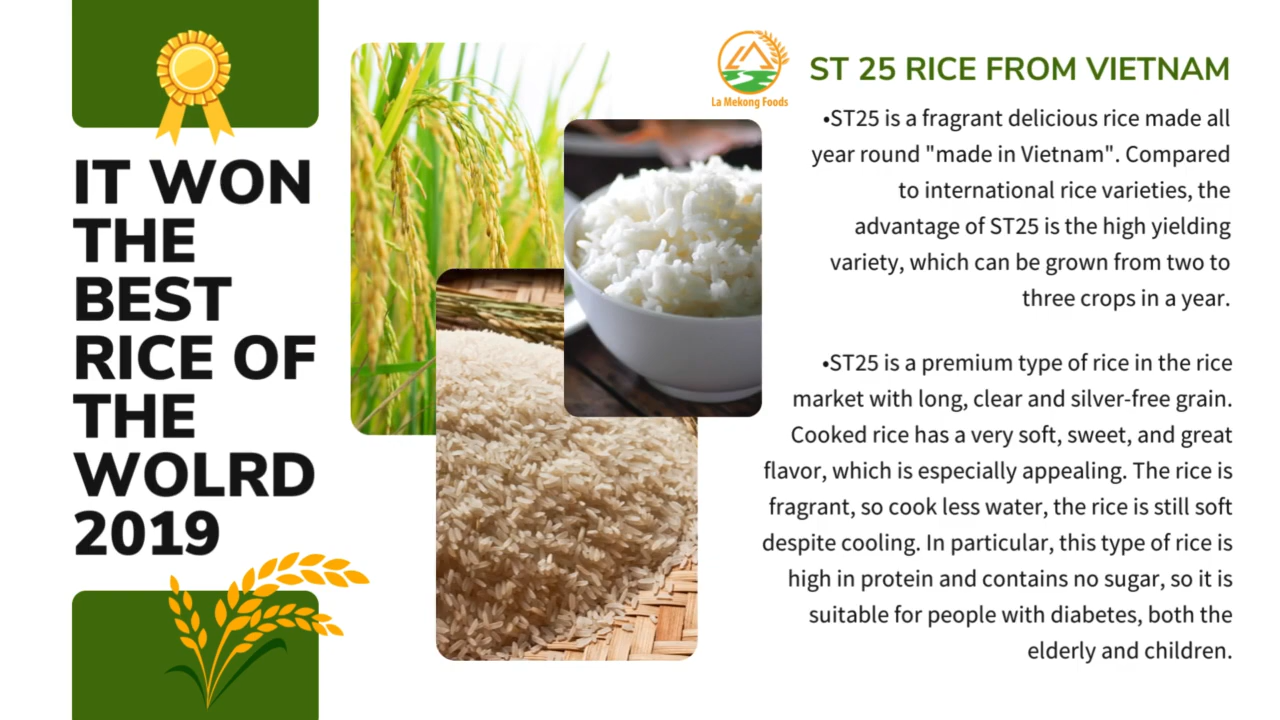 IT WON
THE
BEST
RICE OF
THE
WOLRD
2019
La Mekong Foods
ST 25 RICE FROM VIETNAM
•ST25 is a fragrant delicious rice made all
year round "made in Vietnam". Compared
to international rice varieties, the
advantage of ST25 is the high yielding
variety, which can be grown from two to
three crops in a year.
•ST25 is a premium type of rice in the rice
market with long, clear and silver-free grain.
Cooked rice has a very soft, sweet, and great
flavor, which is especially appealing. The rice is
fragrant, so cook less water, the rice is still soft
despite cooling. In particular, this type of rice is
high in protein and contains no sugar, so it is
suitable for people with diabetes, both the
elderly and children.